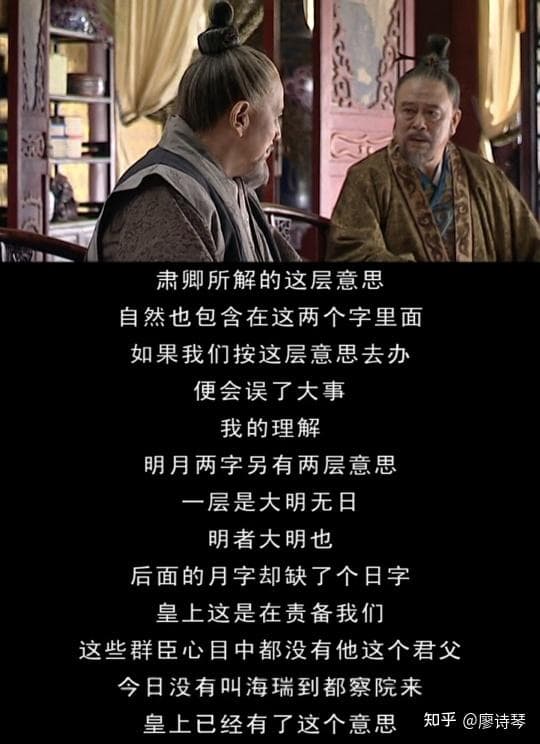 肃卿所解的这层意思
自然也包含在这两个字里面
如果我们按这层意思去办
便会误了大事
我的理解
明月两字另有两层意思
一层是大明无日
明者大明也
后面的月字却缺了个日字
皇上这是在责备我们
这些群臣心目中都没有他这个君父
今日没有叫海瑞到都察院来
皇上已经有了这个意思
知乎 @廖诗琴